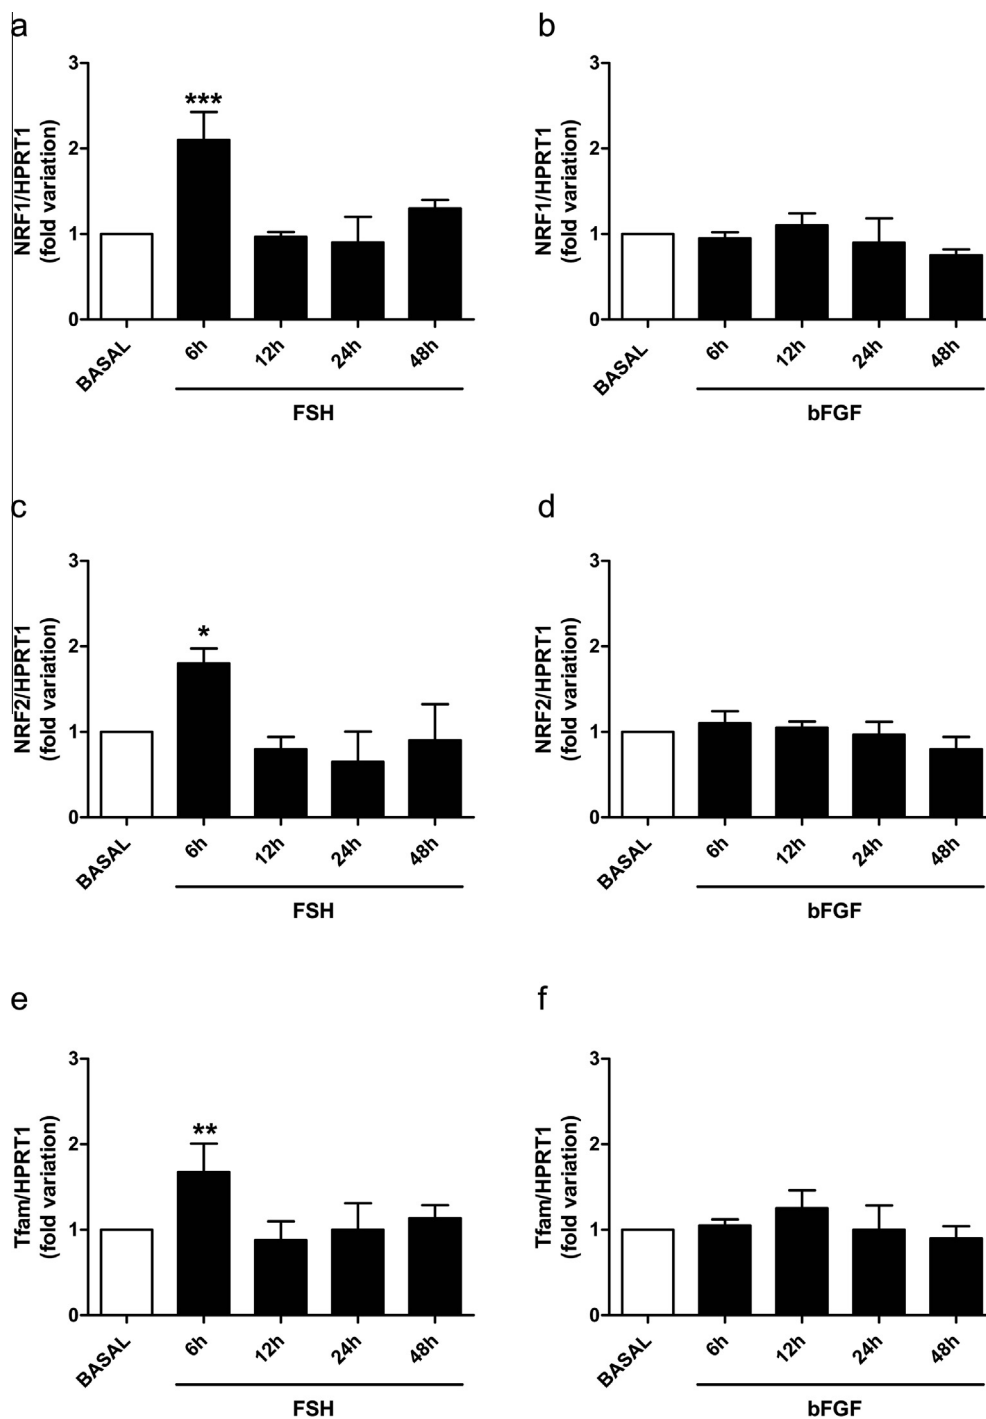 a
NRF1/HPRT1
(fold variation)
3
2
1
0
***
BASAL
6h
12h
24h
48h
FSH
b
NRF1/HPRT1
(fold variation)
3
2
1
0
BASAL
6h
12h
24h
48h
bFGF
c
NRF2/HPRT1
(fold variation)
3
2
1
0
*
BASAL
6h
12h
24h
48h
FSH
d
NRF2/HPRT1
(fold variation)
3
2
1
0
BASAL
6h
12h
24h
48h
bFGF
e
Tfam/HPRT1
(fold variation)
3
2
1
0
**
BASAL
6h
12h
24h
48h
FSH
f
Tfam/HPRT1
(fold variation)
3
2
1
0
BASAL
6h
12h
24h
48h
bFGF